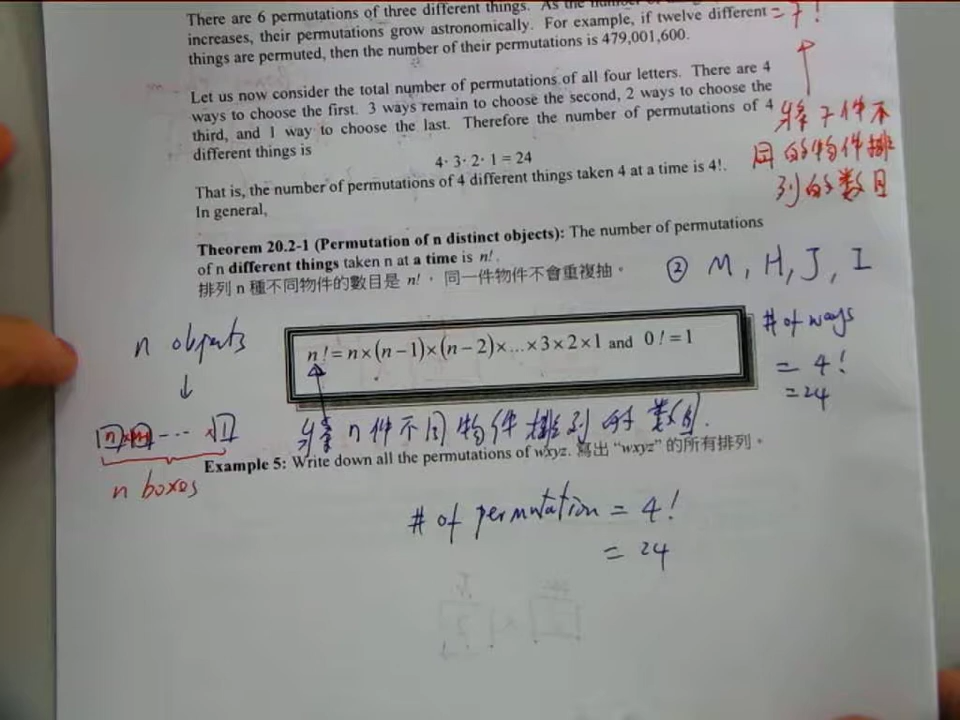 There are 6 permutations of three different things. As the number of
increases, their permutations grow astronomically. For example, if twelve different
things are permuted, then the number of their permutations is 479,001,600.
= 7!
Let us now consider the total number of permutations of all four letters. There are 4
ways to choose the first. 3 ways remain to choose the second, 2 ways to choose the
third, and 1 way to choose the last. Therefore the number of permutations of 4
different things is
4· 3· 2· 1 = 24
將 7 件不
同的物件排
列的數目
That is, the number of permutations of 4 different things taken 4 at a time is 4!.
In general,
Theorem 20.2-1 (Permutation of n distinct objects): The number of permutations
of n different things taken n at a time is n!.
排列 n 種不同物件的數目是 n!， 同一件物件不會重複抽。
② M, H, J, I
# of ways
= 4!
= 24
n objects
↓
n! = n×(n−1)×(n−2)×...×3×2×1 and 0! = 1
將 n 件不同物件排列的數目.
n boxes
Example 5: Write down all the permutations of wxyz. 寫出 “wxyz” 的所有排列。
# of permutation = 4!
= 24